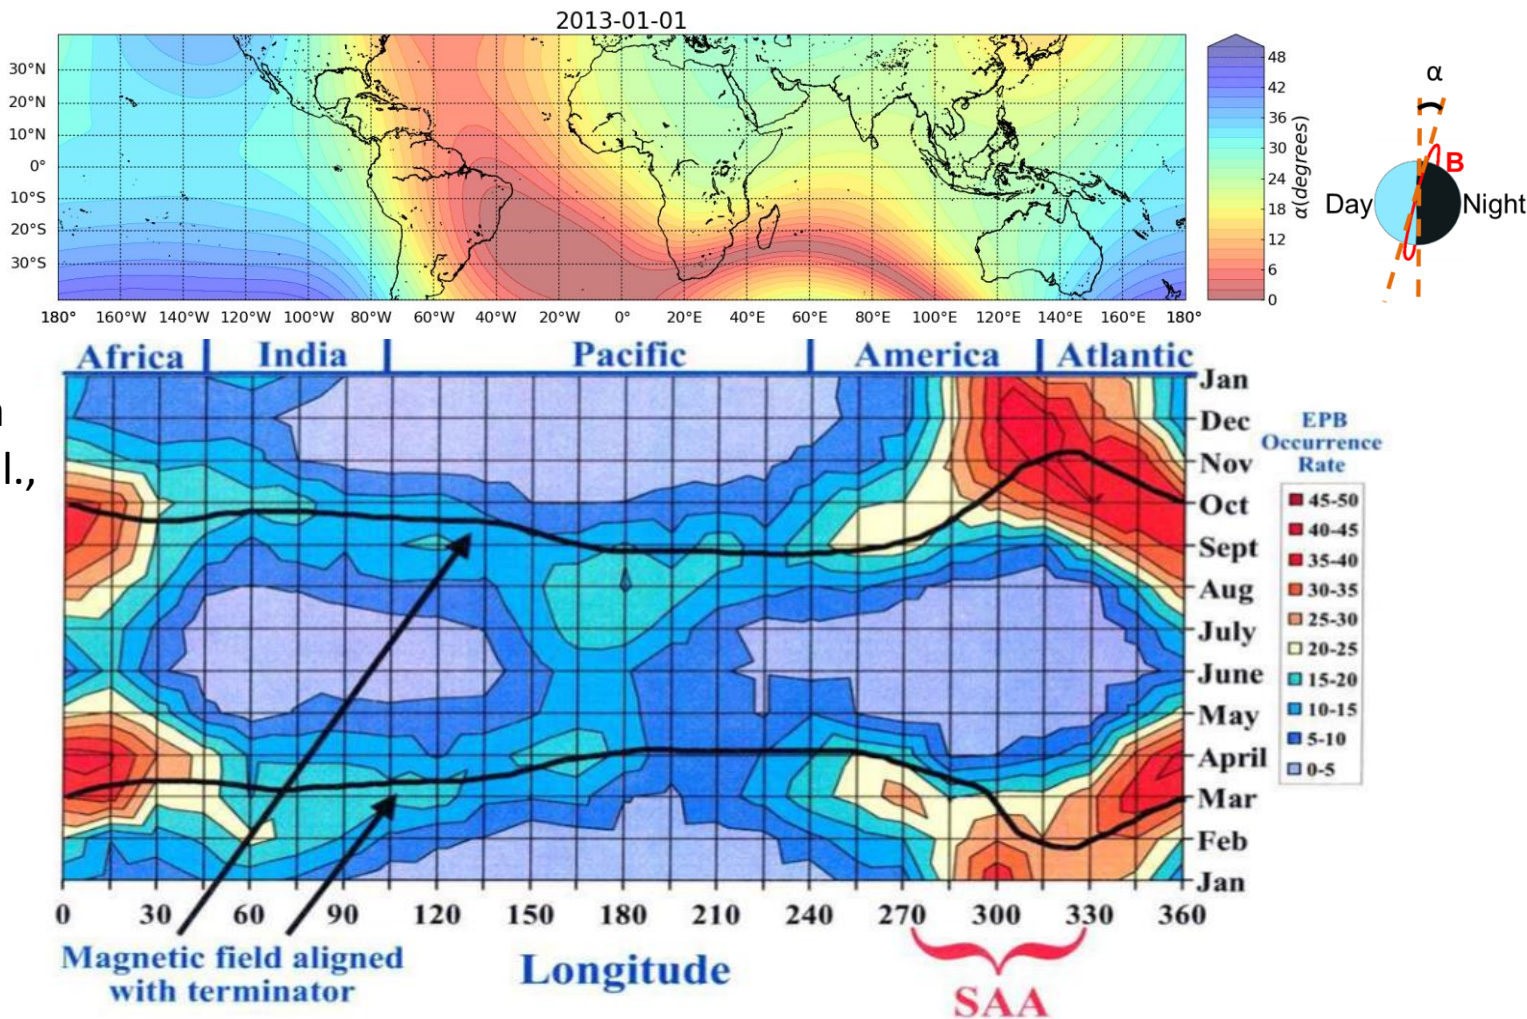 2013-01-01
30°N
20°N
10°N
0°
10°S
20°S
30°S
180° 160°W 140°W 120°W 100°W 80°W 60°W 40°W 20°W 0° 20°E 40°E 60°E 80°E 100°E 120°E 140°E 160°E 180°
48
42
36
30
24
18
12
6
0
α(degrees)
α
B
Day
Night
l.,
Africa India Pacific America Atlantic
Jan
Dec
Nov
Oct
Sept
Aug
July
June
May
April
Mar
Feb
Jan
EPB
Occurrence
Rate
45-50
40-45
35-40
30-35
25-30
20-25
15-20
10-15
5-10
0-5
0 30 60 90 120 150 180 210 240 270 300 330 360
Magnetic field aligned
with terminator
Longitude
SAA